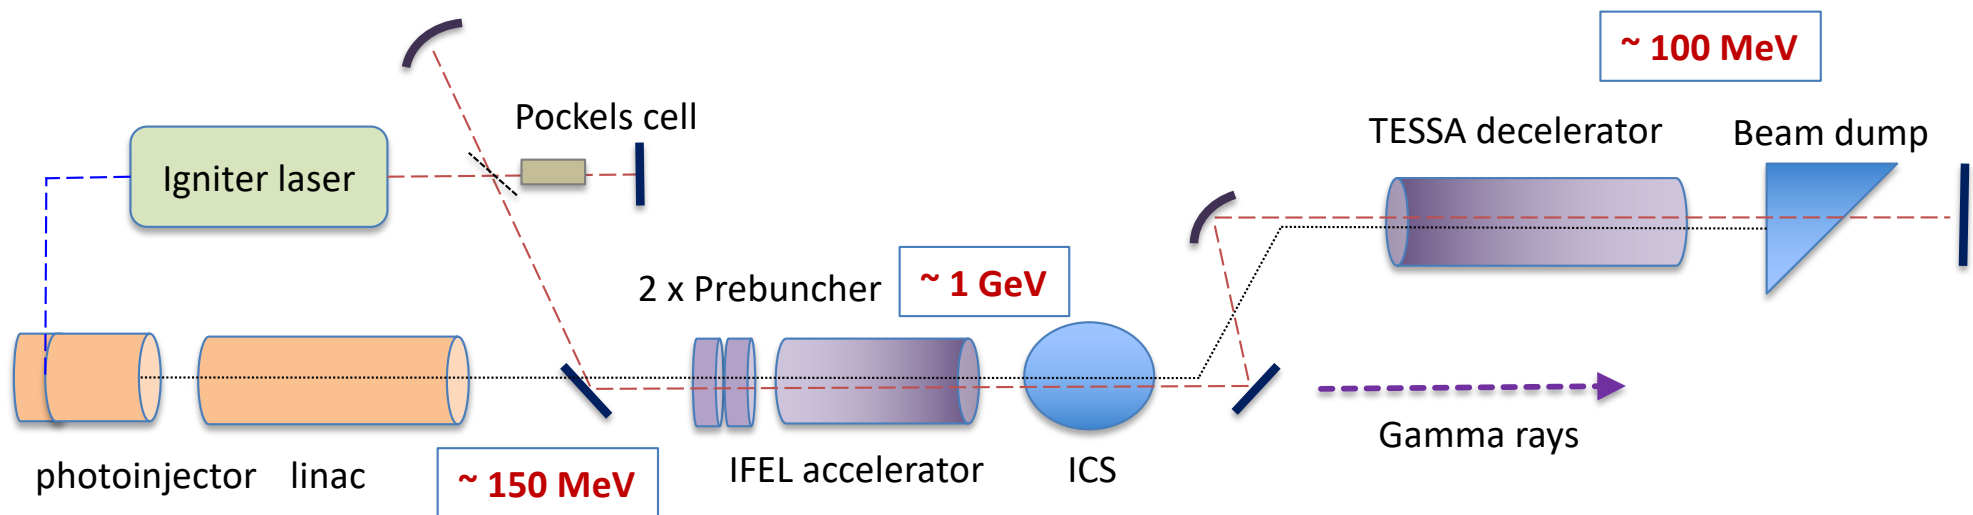 ~ 100 MeV
Pockels cell
TESSA decelerator
Beam dump
Igniter laser
2 x Prebuncher
~ 1 GeV
Gamma rays
photoinjector
linac
~ 150 MeV
IFEL accelerator
ICS